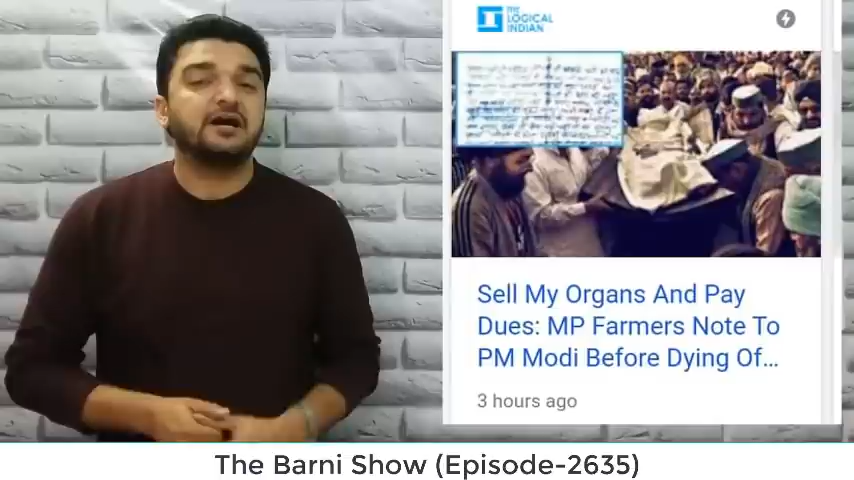 THE
LOGICAL
INDIAN
Sell My Organs And Pay
Dues: MP Farmers Note To
PM Modi Before Dying Of...
3 hours ago
The Barni Show (Episode-2635)